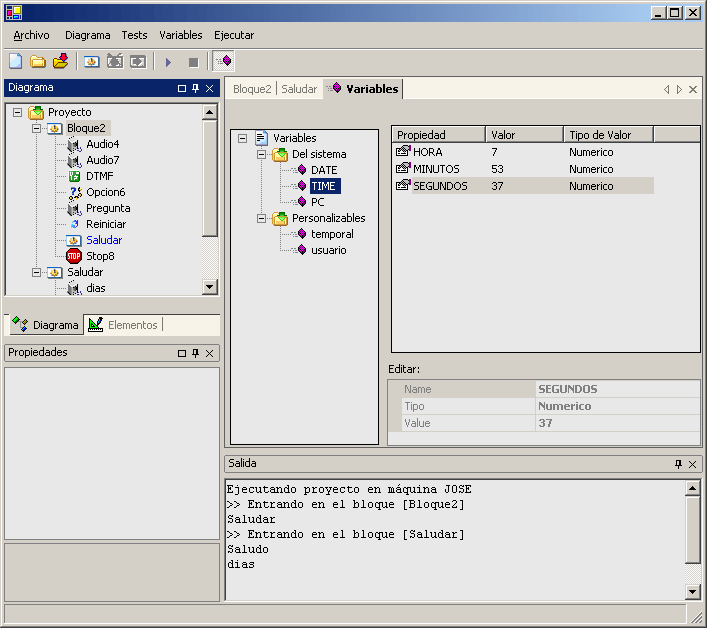 Archivo Diagrama Tests Variables Ejecutar
Diagrama
Proyecto
Bloque2
Audio4
Audio7
DTMF
Opcion6
Pregunta
Reiniciar
Saludar
STOP Stop8
Saludar
dias
Diagrama Elementos
Propiedades
Bloque2 Saludar Variables
Variables
Del sistema
DATE
TIME
PC
Personalizables
temporal
usuario
Propiedad Valor Tipo de Valor
HORA 7 Numerico
MINUTOS 53 Numerico
SEGUNDOS 37 Numerico
Editar:
Name SEGUNDOS
Tipo Numerico
Value 37
Salida
Ejecutando proyecto en máquina JOSE
>> Entrando en el bloque [Bloque2]
Saludar
>> Entrando en el bloque [Saludar]
Saludo
dias